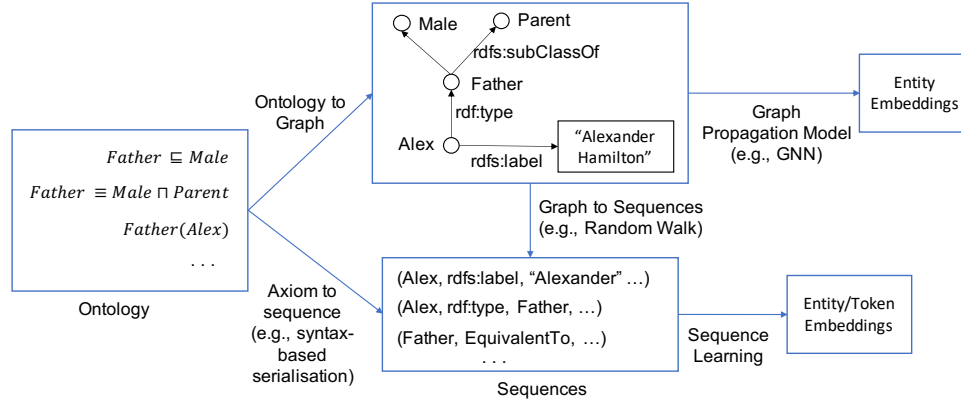 Father ⊑ Male
Father ≡ Male ⊓ Parent
Father(Alex)
. . .
Ontology
Ontology to
Graph
Male
Parent
rdfs:subClassOf
Father
rdf:type
Alex
rdfs:label
“Alexander
Hamilton”
Graph
Propagation Model
(e.g., GNN)
Entity
Embeddings
Graph to Sequences
(e.g., Random Walk)
Axiom to
sequence
(e.g., syntax-
based
serialisation)
(Alex, rdfs:label, “Alexander” …)
(Alex, rdf:type, Father, …)
(Father, EquivalentTo, …)
. . .
Sequences
Sequence
Learning
Entity/Token
Embeddings